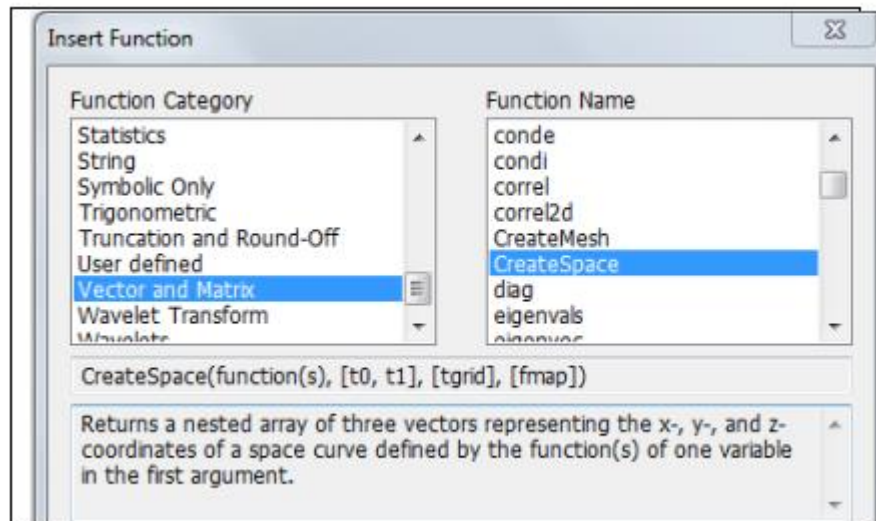 Insert Function
Function Category
Statistics
String
Symbolic Only
Trigonometric
Truncation and Round-Off
User defined
Vector and Matrix
Wavelet Transform
Wavelets
Function Name
conde
condi
correl
correl2d
CreateMesh
CreateSpace
diag
eigenvals
eigenvec
CreateSpace(function(s), [t0, t1], [tgrid], [fmap])
Returns a nested array of three vectors representing the x-, y-, and z-
coordinates of a space curve defined by the function(s) of one variable
in the first argument.